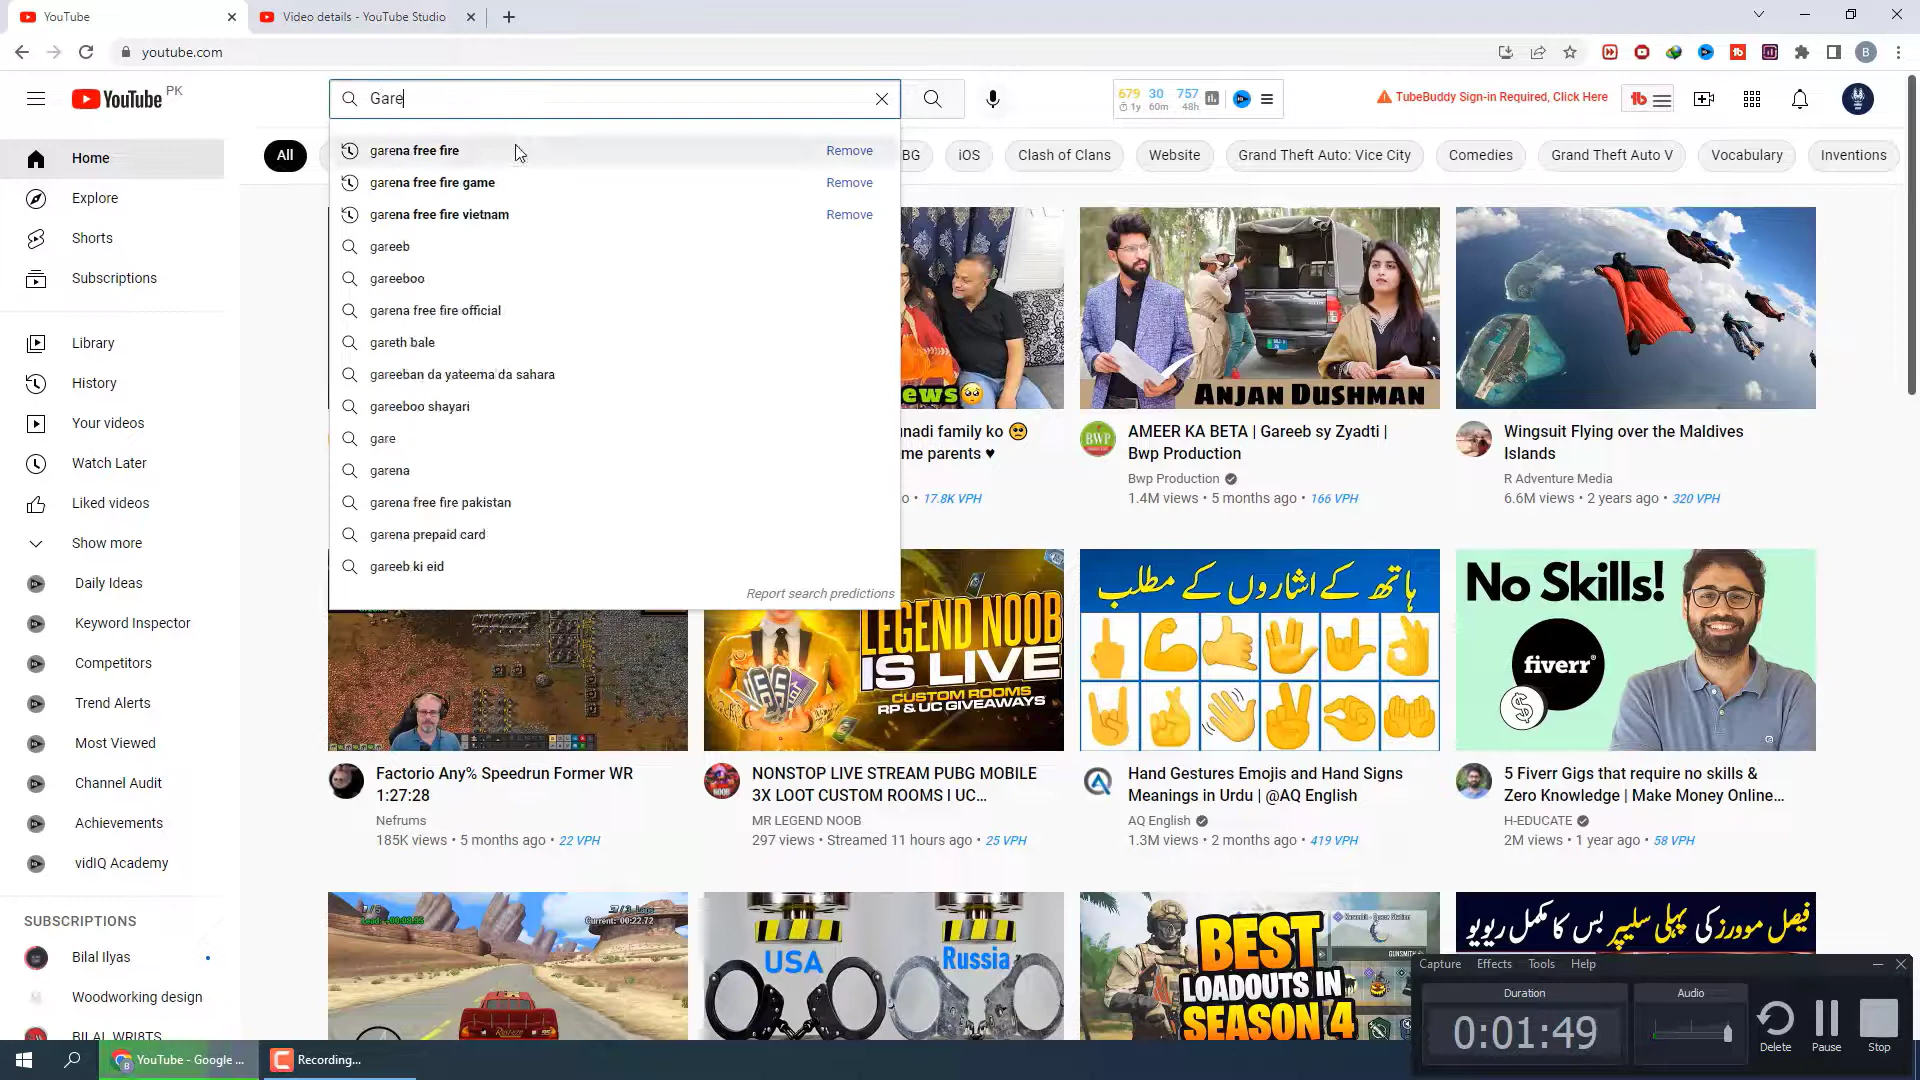 YouTube
Video details - YouTube Studio
youtube.com
B
YouTube PK
Gare
679 30 757
1y 60m 48h
TubeBuddy Sign-in Required, Click Here
tb
All
BG
iOS
Clash of Clans
Website
Grand Theft Auto: Vice City
Comedies
Grand Theft Auto V
Vocabulary
Inventions
garena free fire Remove
garena free fire game Remove
garena free fire vietnam Remove
gareeb
gareeboo
garena free fire official
gareth bale
gareeban da yateema da sahara
gareeboo shayari
gare
garena
garena free fire pakistan
garena prepaid card
gareeb ki eid
Report search predictions
Home
Explore
Shorts
Subscriptions
Library
History
Your videos
Watch Later
Liked videos
Show more
Daily Ideas
Keyword Inspector
Competitors
Trend Alerts
Most Viewed
Channel Audit
Achievements
vidIQ Academy
SUBSCRIPTIONS
Bilal Ilyas
Woodworking design
BILAL WRI8TS
ews
unadi family ko
me parents ♥
17.8K VPH
ANJAN DUSHMAN
BWP
AMEER KA BETA | Gareeb sy Zyadti |
Bwp Production
Bwp Production
1.4M views • 5 months ago • 166 VPH
Wingsuit Flying over the Maldives
Islands
R Adventure Media
6.6M views • 2 years ago • 320 VPH
Factorio Any% Speedrun Former WR
1:27:28
Nefrums
185K views • 5 months ago • 22 VPH
LEGEND NOOB
IS LIVE
CUSTOM ROOMS
RP & UC GIVEAWAYS
NONSTOP LIVE STREAM PUBG MOBILE
3X LOOT CUSTOM ROOMS I UC...
MR LEGEND NOOB
297 views • Streamed 11 hours ago • 25 VPH
ہاتھ کے اشاروں کے مطلب
Hand Gestures Emojis and Hand Signs
Meanings in Urdu | @AQ English
AQ English
1.3M views • 2 months ago • 419 VPH
No Skills!
fiverr
5 Fiverr Gigs that require no skills &
Zero Knowledge | Make Money Online...
H-EDUCATE
2M views • 1 year ago • 58 VPH
Current: 00:22.72
USA
Russia
BEST
LOADOUTS IN
SEASON 4
GUNSMITH
فیصل موورز کی پہلی سلیپر بس کا مکمل ریویو
Capture Effects Tools Help
Duration
0:01:49
Audio
Delete
Pause
Stop
YouTube - Google ...
Recording...